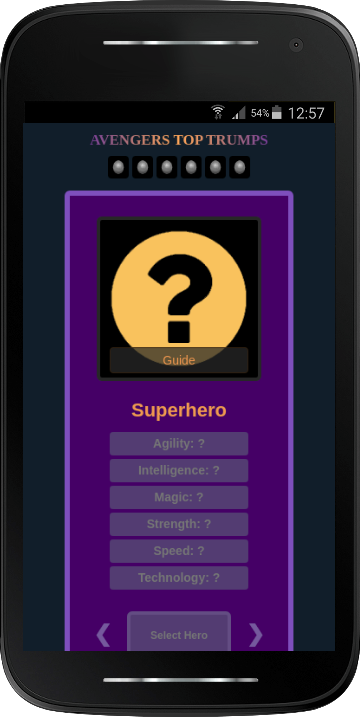 54% 12:57
AVENGERS TOP TRUMPS
?
Guide
Superhero
Agility: ?
Intelligence: ?
Magic: ?
Strength: ?
Speed: ?
Technology: ?
❮ Select Hero ❯